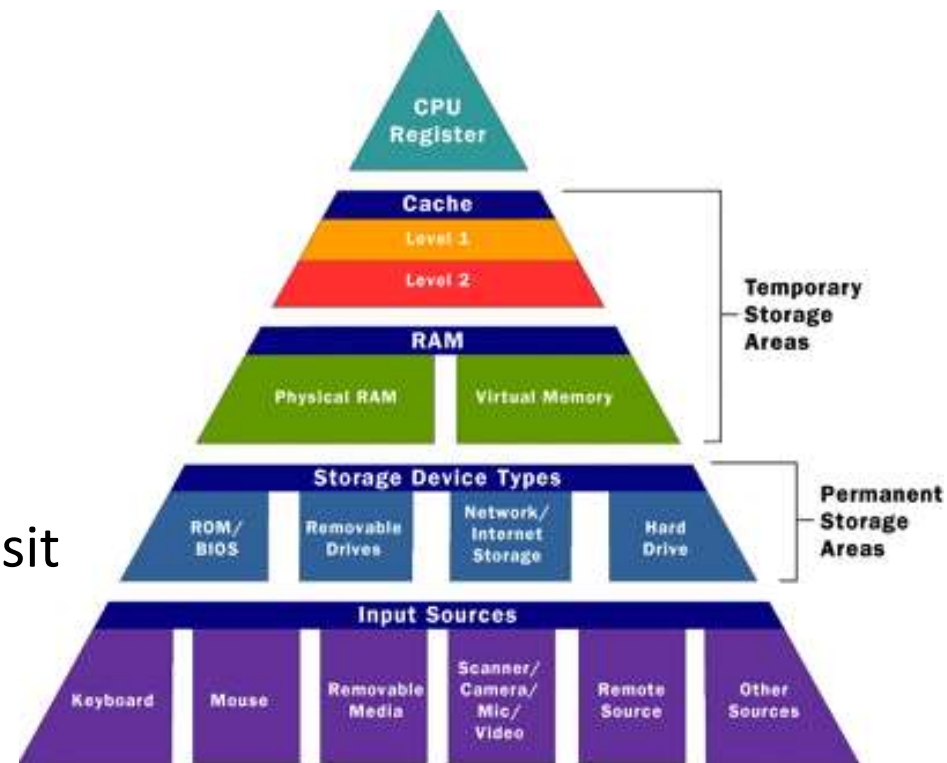 CPU
Register
Cache
Level 1
Level 2
Temporary
Storage
Areas
RAM
Physical RAM
Virtual Memory
Storage Device Types
ROM/
BIOS
Removable
Drives
Network/
Internet
Storage
Hard
Drive
Permanent
Storage
Areas
sit
Input Sources
Keyboard
Mouse
Removable
Media
Scanner/
Camera/
Mic/
Video
Remote
Source
Other
Sources